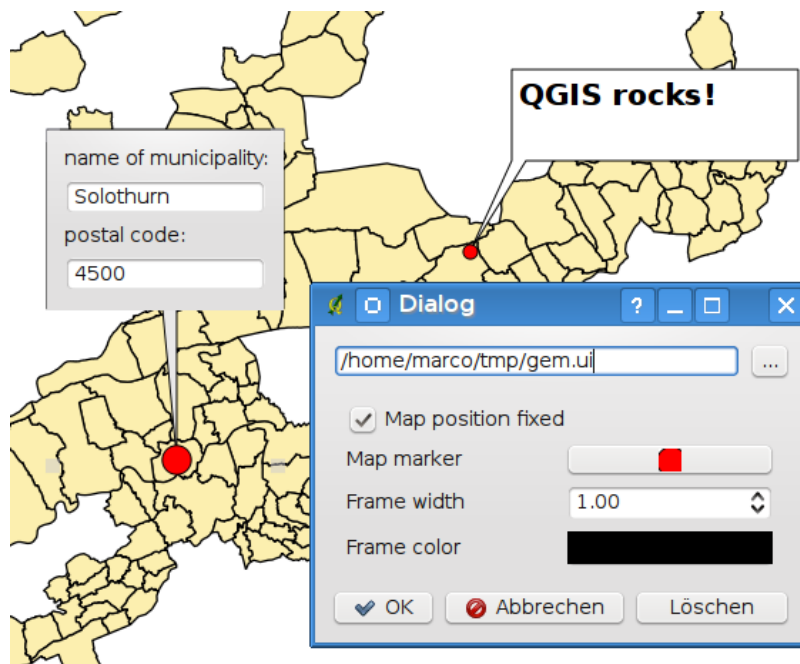 QGIS rocks!
name of municipality:
Solothurn
postal code:
4500
Dialog
?
/home/marco/tmp/gem.ui
...
Map position fixed
Map marker
Frame width
1.00
Frame color
OK
Abbrechen
Löschen